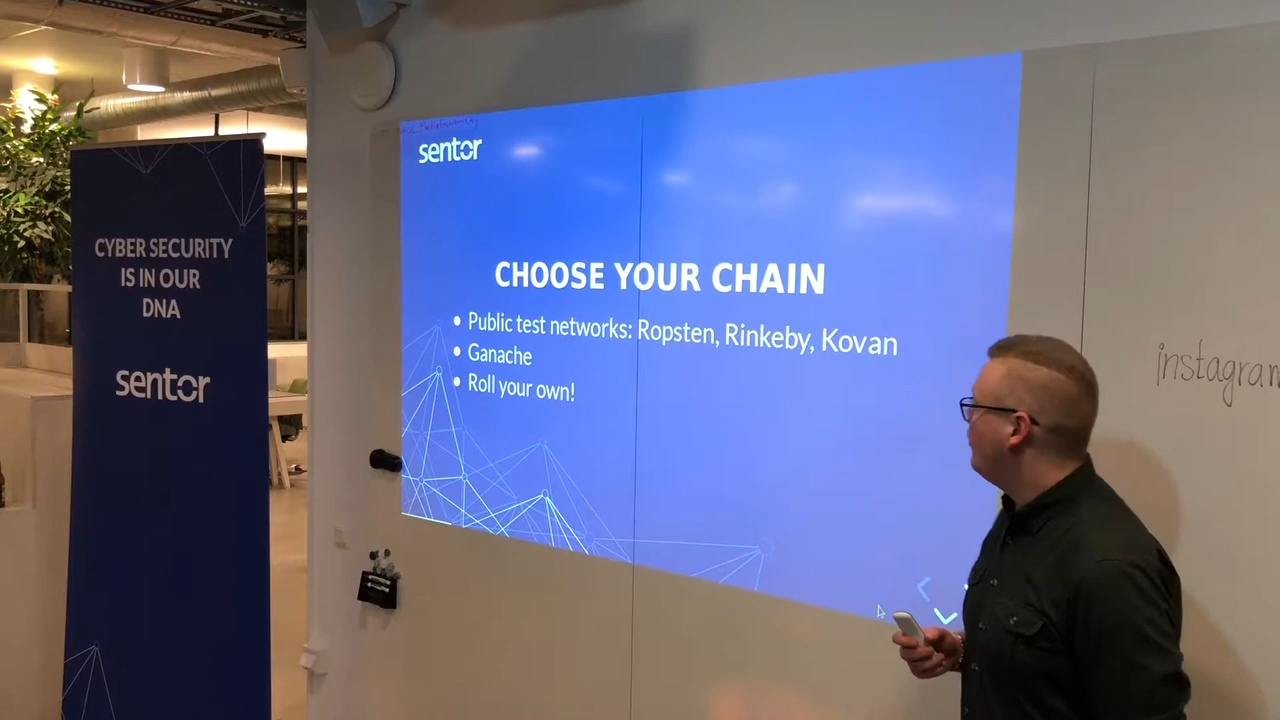 CYBER SECURITY
IS IN OUR
DNA
sentor
sentor
CHOOSE YOUR CHAIN
• Public test networks: Ropsten, Rinkeby, Kovan
• Ganache
• Roll your own!
instagram